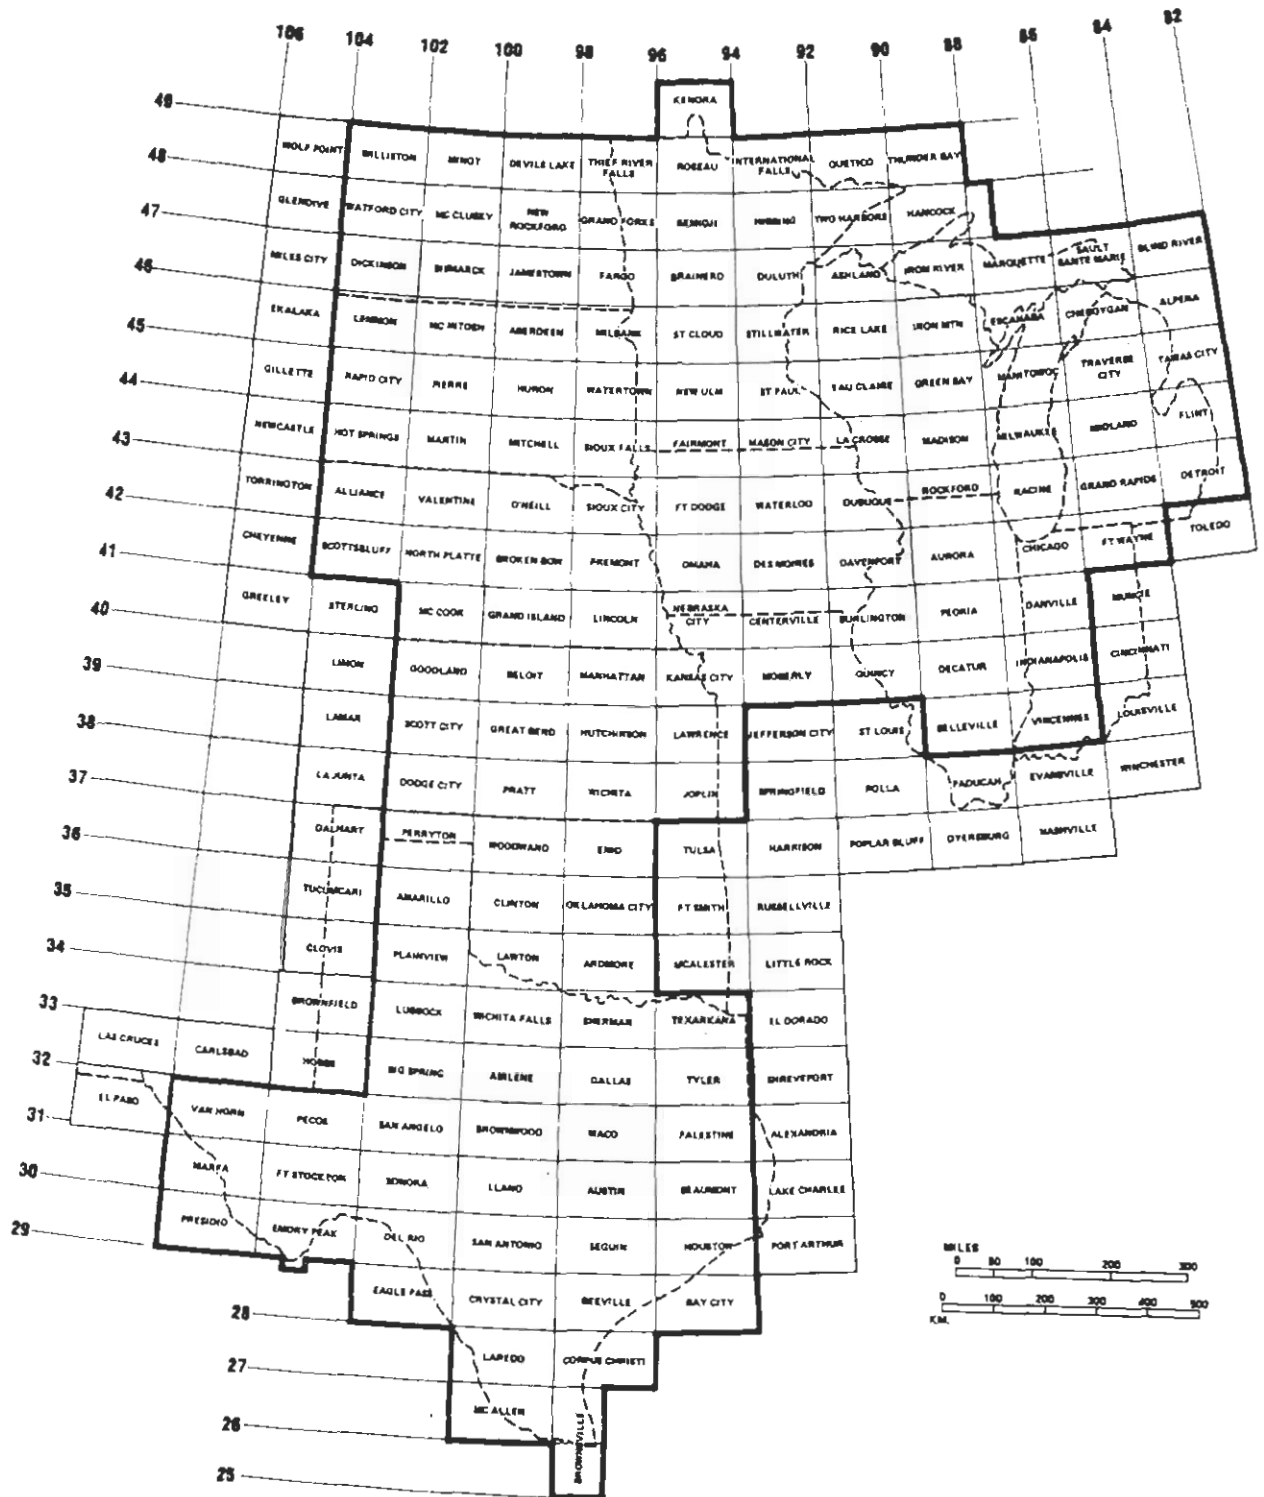 106 104 102 100 98 96 94 92 90 88 86 84 82
49
KENORA
48
WOLF POINT WILLISTON MINOT DEVILS LAKE THIEF RIVER FALLS ROSEAU INTERNATIONAL FALLS QUETICO THUNDER BAY
47
GLENDIVE WATFORD CITY MC CLUSKY NEW ROCKFORD GRAND FORKS BEMIDJI HIBBING TWO HARBORS HANCOCK
46
MILES CITY DICKINSON BISMARCK JAMESTOWN FARGO BRAINERD DULUTH ASHLAND IRON RIVER MARQUETTE SAULT SANTE MARIE BLIND RIVER
45
EKALAKA LEMMON MC INTOSH ABERDEEN MILBANK ST CLOUD STILLWATER RICE LAKE IRON MTN ESCANABA CHEBOYGAN ALPENA
44
GILLETTE RAPID CITY PIERRE HURON WATERTOWN NEW ULM ST PAUL EAU CLAIRE GREEN BAY MANITOWOC TRAVERSE CITY TAWAS CITY
43
NEWCASTLE HOT SPRINGS MARTIN MITCHELL SIOUX FALLS FAIRMONT MASON CITY LA CROSSE MADISON MILWAUKEE MIDLAND FLINT
42
TORRINGTON ALLIANCE VALENTINE O'NEILL SIOUX CITY FT DODGE WATERLOO DUBUQUE ROCKFORD RACINE GRAND RAPIDS DETROIT
41
CHEYENNE SCOTTSBLUFF NORTH PLATTE BROKEN BOW FREMONT OMAHA DES MOINES DAVENPORT AURORA CHICAGO FT WAYNE TOLEDO
40
GREELEY STERLING MC COOK GRAND ISLAND LINCOLN NEBRASKA CITY CENTERVILLE BURLINGTON PEORIA DANVILLE MUNCIE
39
LIMON GOODLAND BELOIT MANHATTAN KANSAS CITY MOBERLY QUINCY DECATUR INDIANAPOLIS CINCINNATI
38
LAMAR SCOTT CITY GREAT BEND HUTCHINSON LAWRENCE JEFFERSON CITY ST LOUIS BELLEVILLE VINCENNES LOUISVILLE
37
LA JUNTA DODGE CITY PRATT WICHITA JOPLIN SPRINGFIELD ROLLA PADUCAH EVANSVILLE WINCHESTER
36
DALHART PERRYTON WOODWARD ENID TULSA HARRISON POPLAR BLUFF DYERSBURG NASHVILLE
35
TUCUMCARI AMARILLO CLINTON OKLAHOMA CITY FT SMITH RUSSELLVILLE
34
CLOVIS PLAINVIEW LAWTON ARDMORE MCALESTER LITTLE ROCK
33
BROWNFIELD LUBBOCK WICHITA FALLS SHERMAN TEXARKANA EL DORADO
32
LAS CRUCES CARLSBAD HOBBS BIG SPRING ABILENE DALLAS TYLER SHREVEPORT
31
EL PASO VAN HORN PECOS SAN ANGELO BROWNWOOD WACO PALESTINE ALEXANDRIA
30
MARFA FT STOCKTON SONORA LLANO AUSTIN BEAUMONT LAKE CHARLES
29
PRESIDIO EMORY PEAK DEL RIO SAN ANTONIO SEGUIN HOUSTON PORT ARTHUR
28
EAGLE PASS CRYSTAL CITY BEEVILLE BAY CITY
27
LAREDO CORPUS CHRISTI
26
MC ALLEN BROWNSVILLE
25
MILES
0 50 100 200 300
0 100 200 300 400 500
KM.